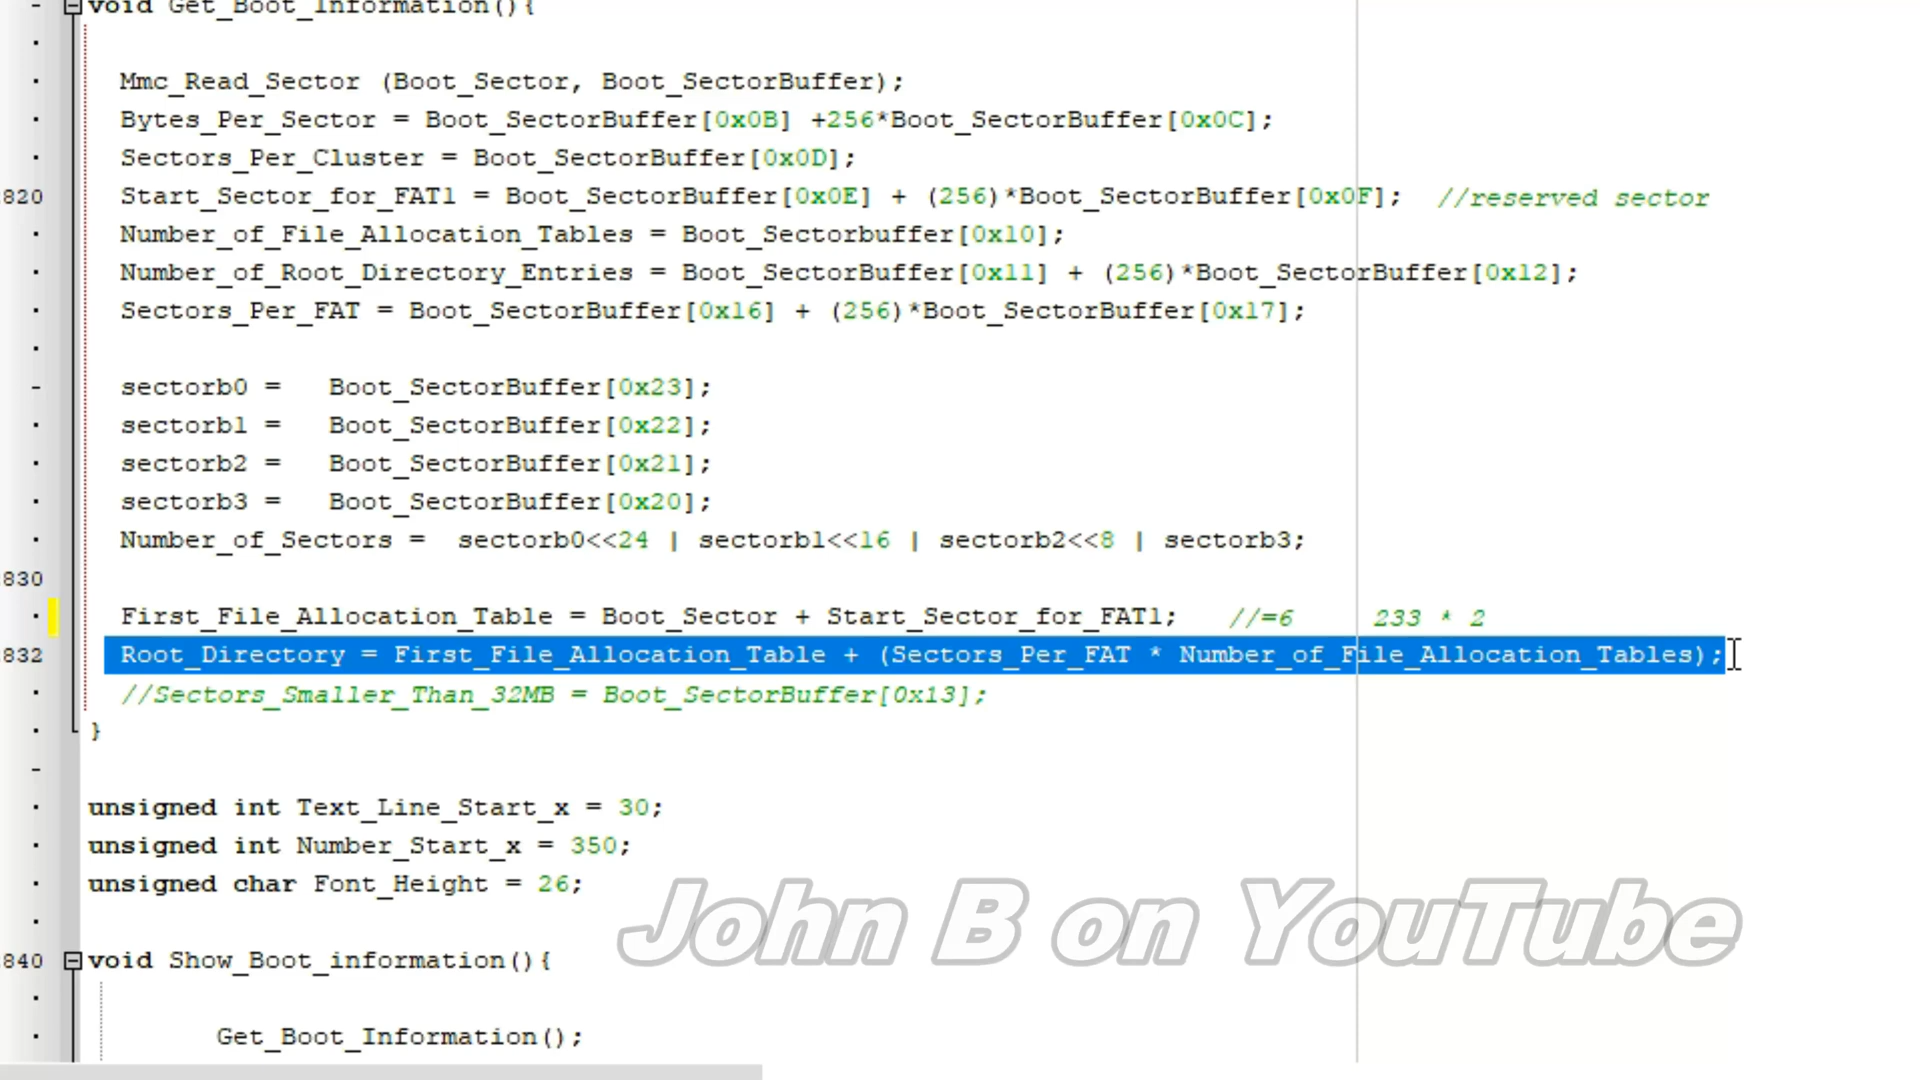 void Get_Boot_Information(){
Mmc_Read_Sector (Boot_Sector, Boot_SectorBuffer);
Bytes_Per_Sector = Boot_SectorBuffer[0x0B] +256*Boot_SectorBuffer[0x0C];
Sectors_Per_Cluster = Boot_SectorBuffer[0x0D];
820 Start_Sector_for_FAT1 = Boot_SectorBuffer[0x0E] + (256)*Boot_SectorBuffer[0x0F]; //reserved sector
Number_of_File_Allocation_Tables = Boot_Sectorbuffer[0x10];
Number_of_Root_Directory_Entries = Boot_SectorBuffer[0x11] + (256)*Boot_SectorBuffer[0x12];
Sectors_Per_FAT = Boot_SectorBuffer[0x16] + (256)*Boot_SectorBuffer[0x17];
sectorb0 = Boot_SectorBuffer[0x23];
sectorb1 = Boot_SectorBuffer[0x22];
sectorb2 = Boot_SectorBuffer[0x21];
sectorb3 = Boot_SectorBuffer[0x20];
Number_of_Sectors = sectorb0<<24 | sectorb1<<16 | sectorb2<<8 | sectorb3;
830
First_File_Allocation_Table = Boot_Sector + Start_Sector_for_FAT1; //=6 233 * 2
832 Root_Directory = First_File_Allocation_Table + (Sectors_Per_FAT * Number_of_File_Allocation_Tables);
//Sectors_Smaller_Than_32MB = Boot_SectorBuffer[0x13];
}
unsigned int Text_Line_Start_x = 30;
unsigned int Number_Start_x = 350;
unsigned char Font_Height = 26;
John B on YouTube
840 void Show_Boot_information(){
Get_Boot_Information();